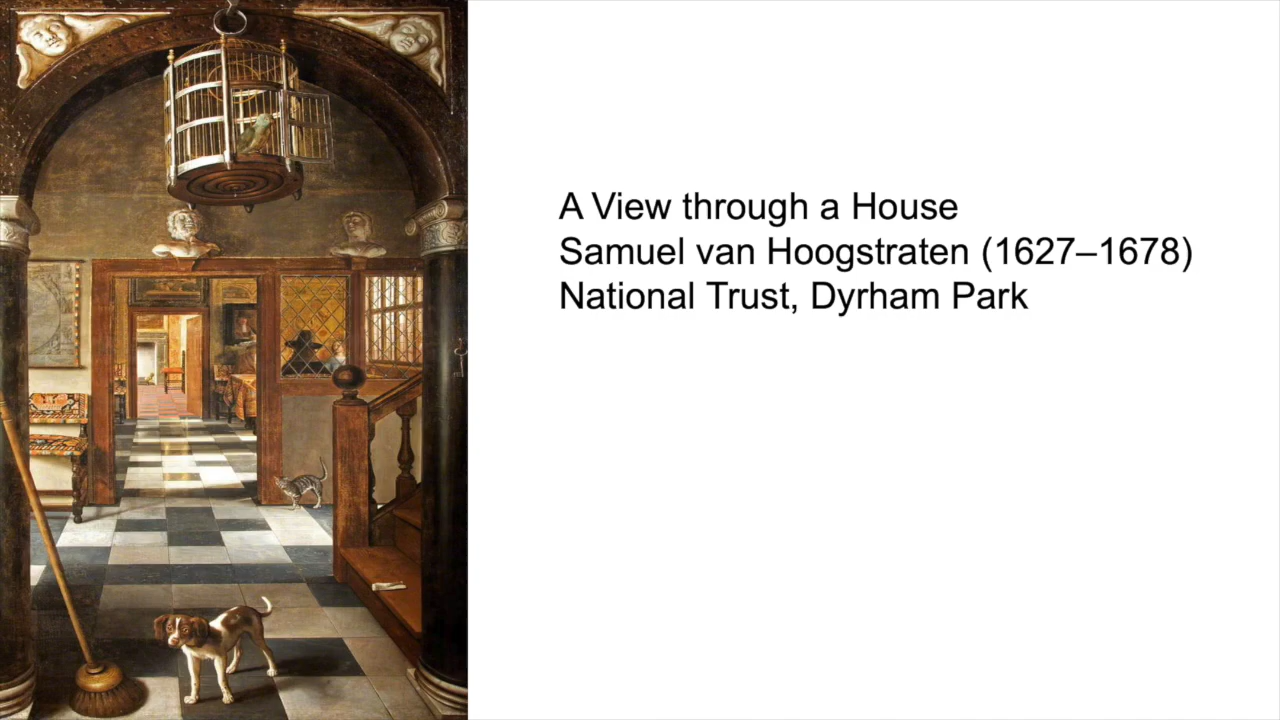 A View through a House
Samuel van Hoogstraten (1627–1678)
National Trust, Dyrham Park